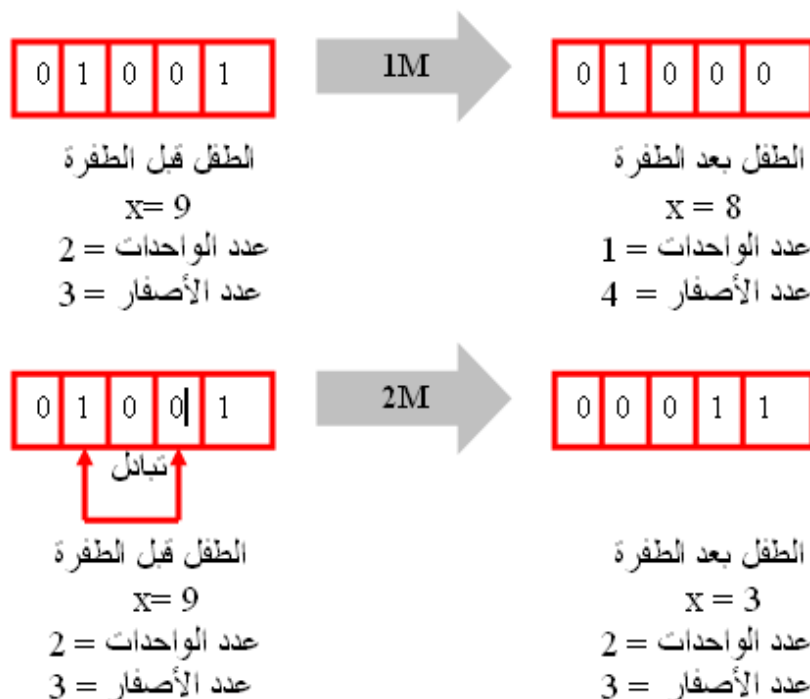 0 1 0 0 1
1M
0 1 0 0 0
الطفل قبل الطفرة
x= 9
عدد الواحدات = 2
عدد الأصفار = 3
الطفل بعد الطفرة
x = 8
عدد الواحدات = 1
عدد الأصفار = 4
0 1 0 0 1
2M
0 0 0 1 1
تبادل
الطفل قبل الطفرة
x= 9
عدد الواحدات = 2
عدد الأصفار = 3
الطفل بعد الطفرة
x = 3
عدد الواحدات = 2
عدد الأصفار = 3